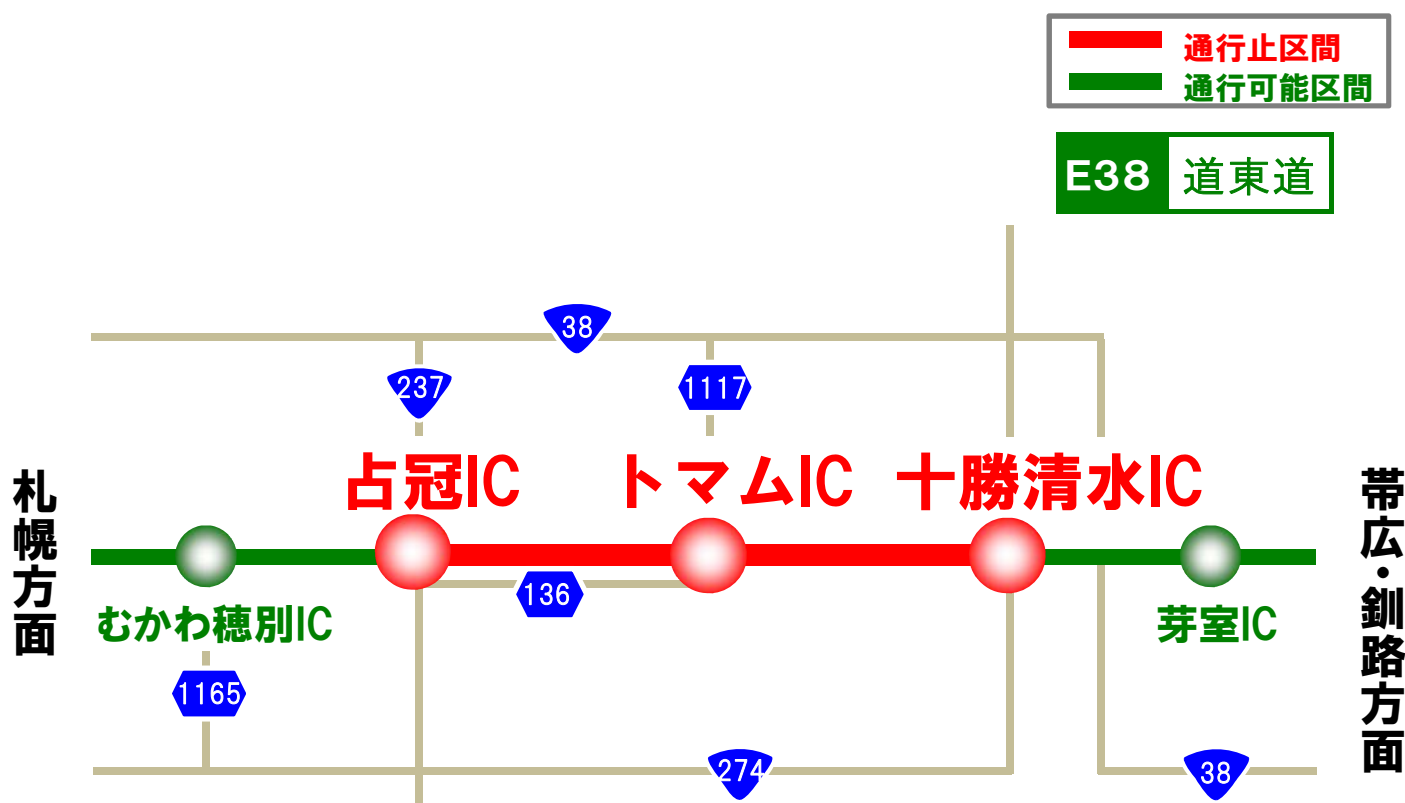 通行止区間
通行可能区間
E38 道東道
38
237
1117
占冠IC トマムIC 十勝清水IC
札幌方面
帯広・釧路方面
136
むかわ穂別IC
芽室IC
1165
274
38